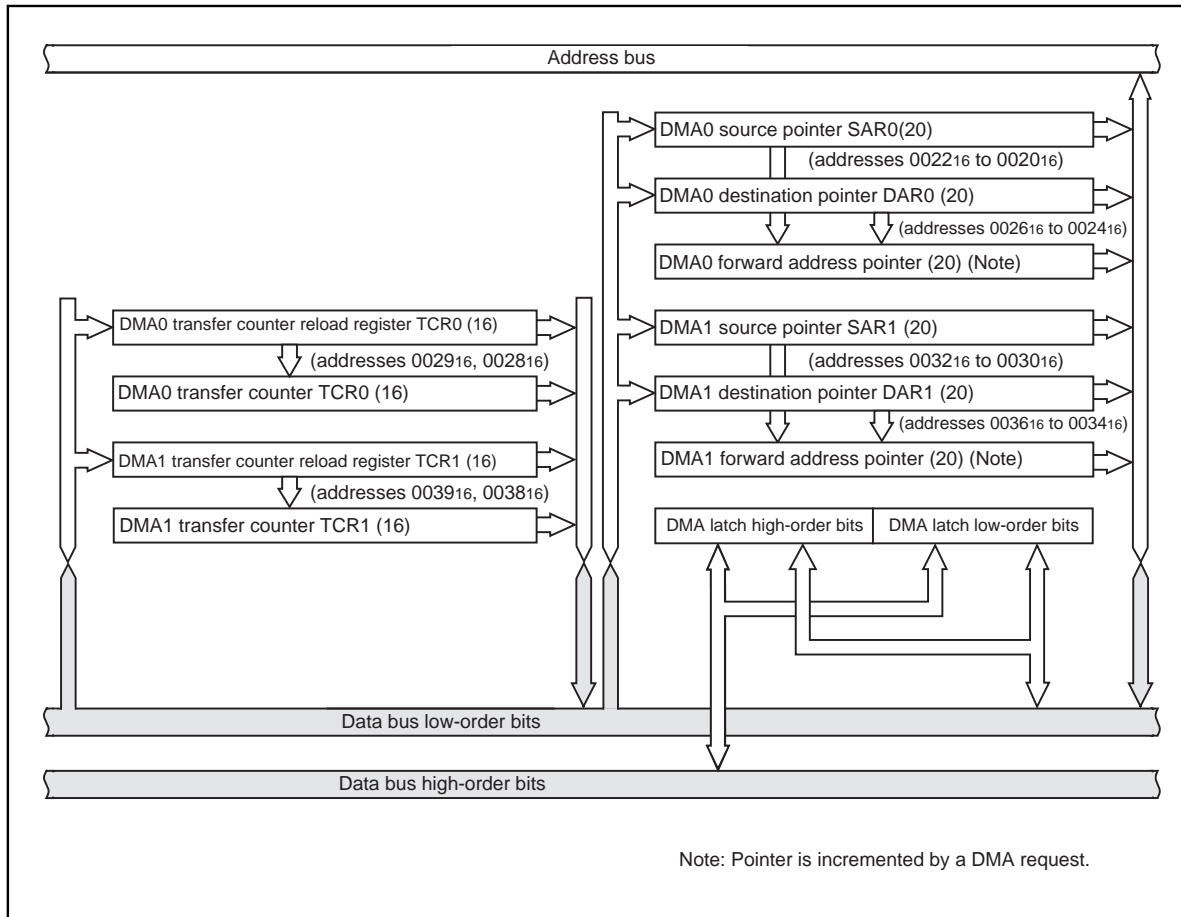 Address bus
DMA0 source pointer SAR0(20)
(addresses 002216 to 002016)
DMA0 destination pointer DAR0 (20)
(addresses 002616 to 002416)
DMA0 forward address pointer (20) (Note)
DMA0 transfer counter reload register TCR0 (16)
(addresses 002916, 002816)
DMA0 transfer counter TCR0 (16)
DMA1 transfer counter reload register TCR1 (16)
(addresses 003916, 003816)
DMA1 transfer counter TCR1 (16)
DMA1 source pointer SAR1 (20)
(addresses 003216 to 003016)
DMA1 destination pointer DAR1 (20)
(addresses 003616 to 003416)
DMA1 forward address pointer (20) (Note)
DMA latch high-order bits
DMA latch low-order bits
Data bus low-order bits
Data bus high-order bits
Note: Pointer is incremented by a DMA request.